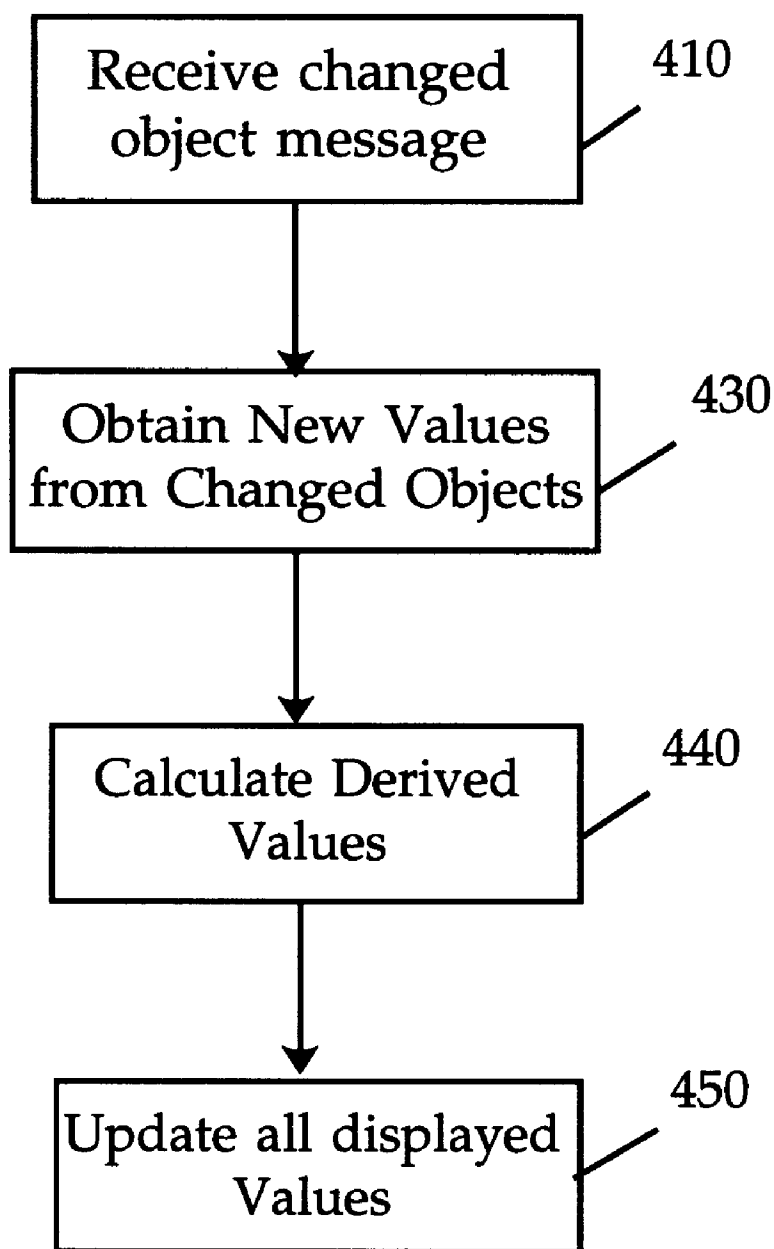 Receive changed
object message
410
Obtain New Values
from Changed Objects
430
Calculate Derived
Values
440
Update all displayed
Values
450